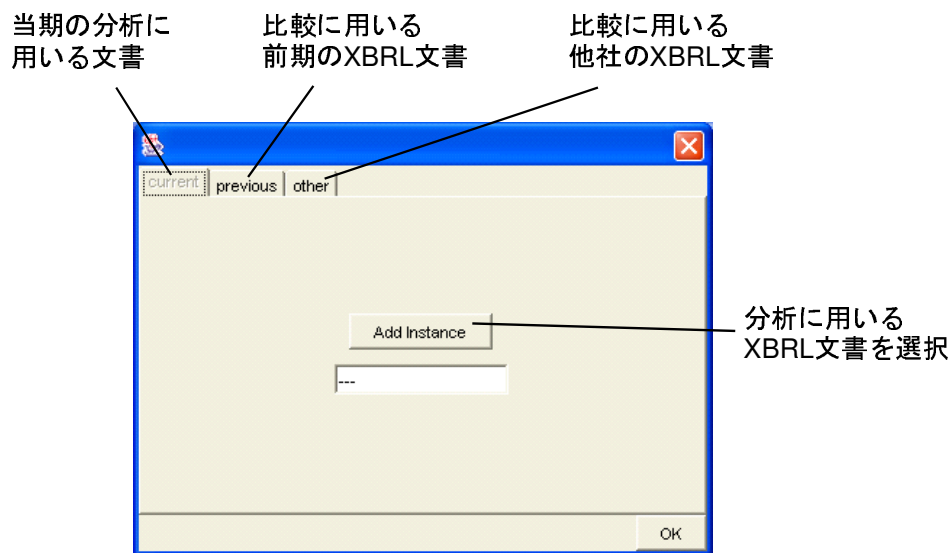 当期の分析に
用いる文書
比較に用いる
前期のXBRL文書
比較に用いる
他社のXBRL文書
current
previous
other
Add Instance
---
分析に用いる
XBRL文書を選択
OK